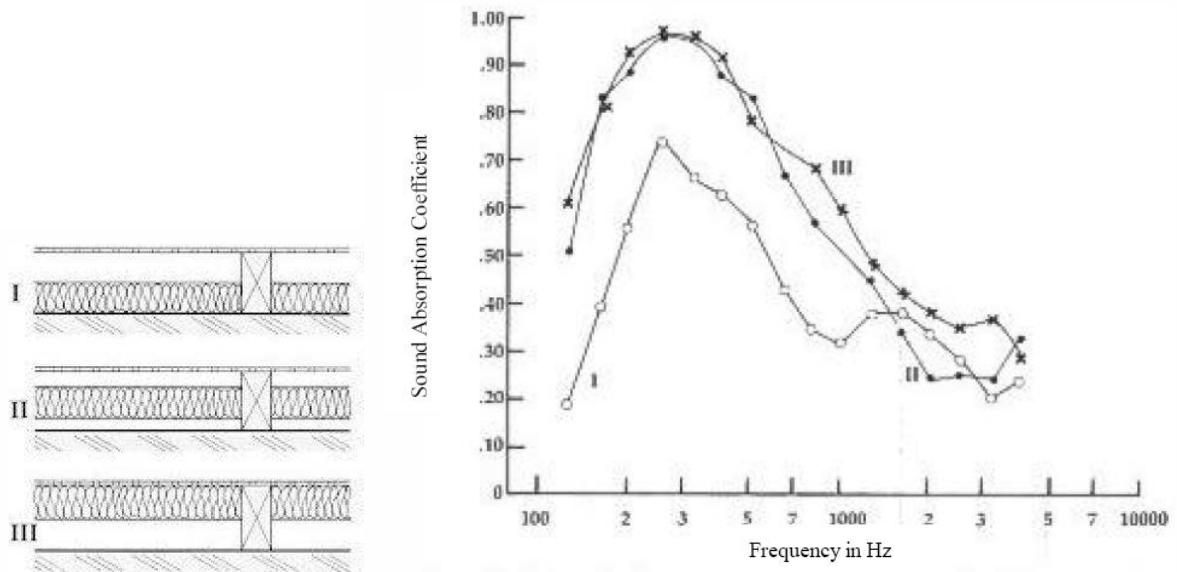 I
II
III
Sound Absorption Coefficient
1.00
.90
.80
.70
.60
.50
.40
.30
.20
.10
0
III
I
II
100 2 3 5 7 1000 2 3 5 7 10000
Frequency in Hz